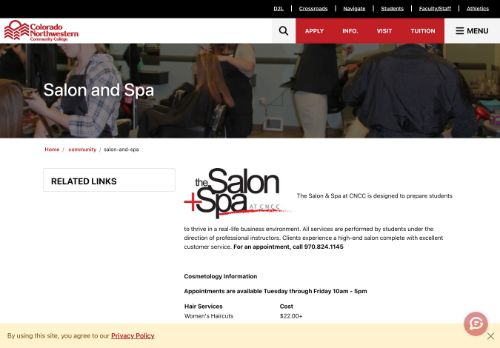 D2L
Crossroads
Navigate
Students
Faculty/Staff
Athletics
Colorado
Northwestern
Community College
APPLY
INFO.
VISIT
TUITION
MENU
Salon and Spa
Home / community / salon-and-spa
RELATED LINKS
the Salon
+Spa
AT CNCC
The Salon & Spa at CNCC is designed to prepare students
to thrive in a real-life business environment. All services are performed by students under the
direction of professional instructors. Clients experience a high-end salon complete with excellent
customer service. For an appointment, call 970.824.1145
Cosmetology Information
Appointments are available Tuesday through Friday 10am - 5pm
Hair Services Cost
Women's Haircuts $22.00+
By using this site, you agree to our Privacy Policy